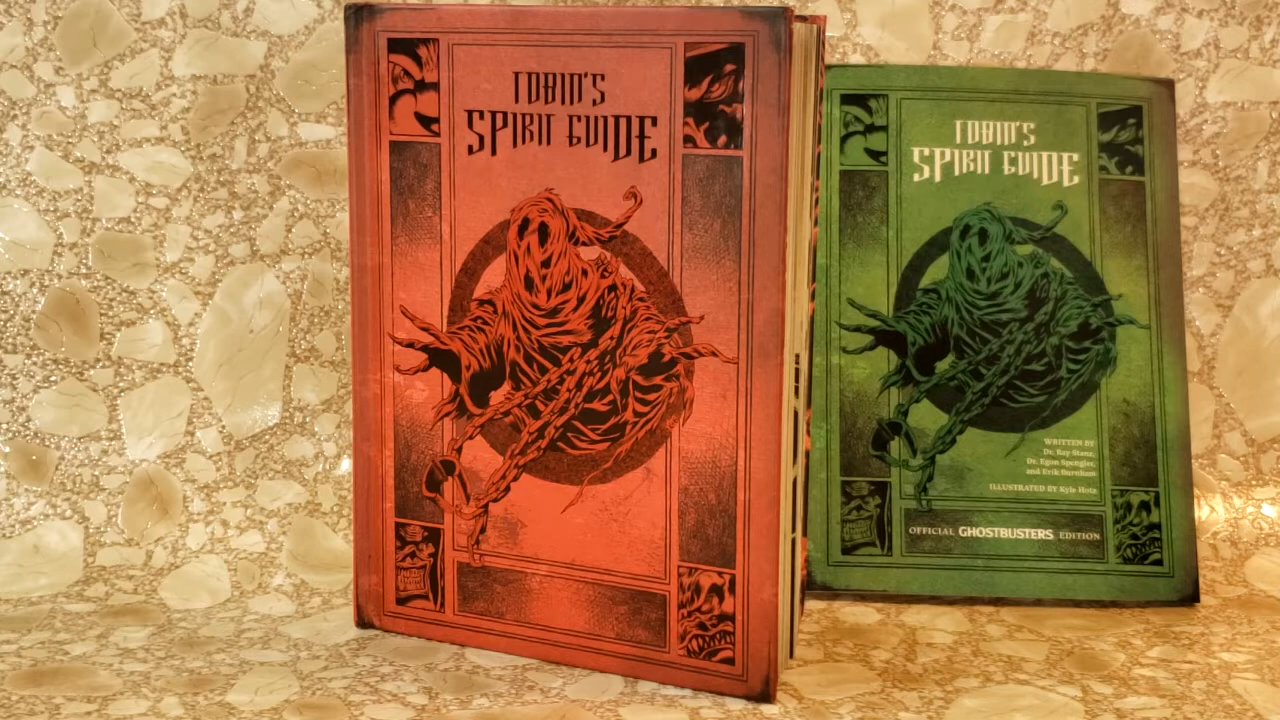 TOBIN'S
SPIRIT GUIDE
TOBIN'S
SPIRIT GUIDE
WRITTEN BY
Dr. Ray Stanz,
Dr. Egon Spengler,
and Erik Burnham
ILLUSTRATED BY Kyle Hotz
OFFICIAL GHOSTBUSTERS EDITION